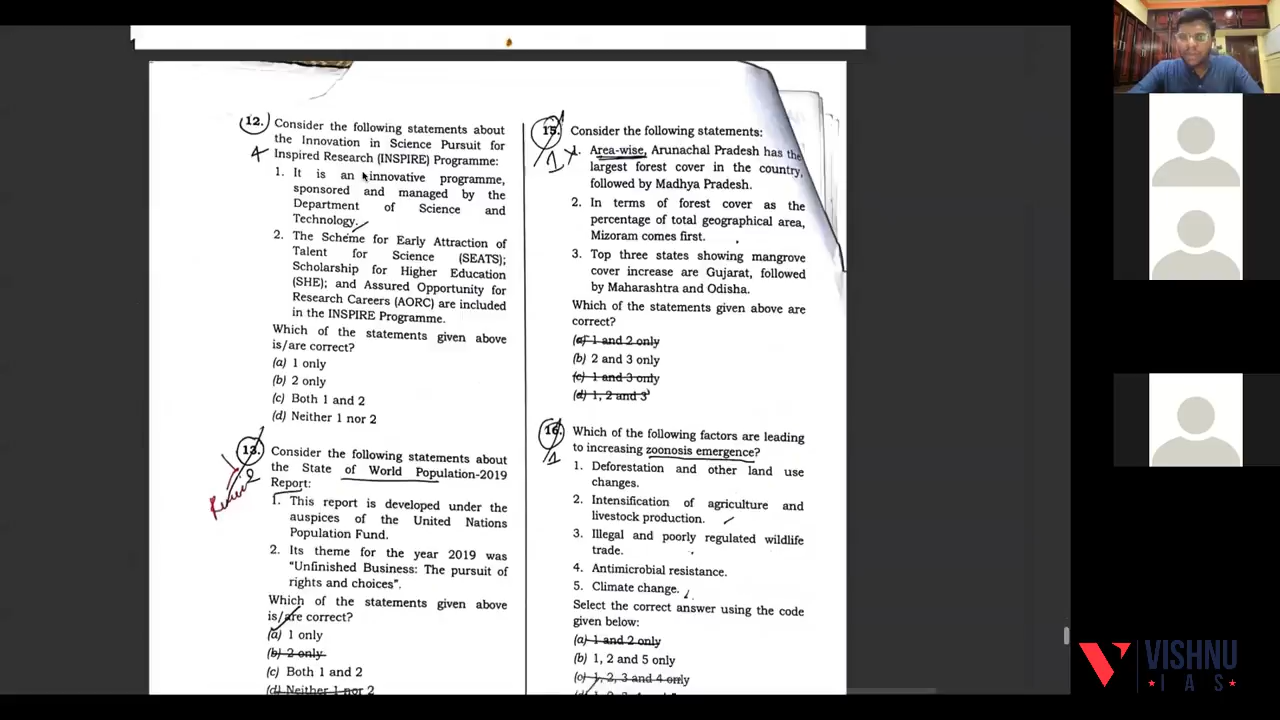 12. Consider the following statements about
the Innovation in Science Pursuit for
Inspired Research (INSPIRE) Programme:
1. It is an innovative programme,
sponsored and managed by the
Department of Science and
Technology.
2. The Scheme for Early Attraction of
Talent for Science (SEATS);
Scholarship for Higher Education
(SHE); and Assured Opportunity for
Research Careers (AORC) are included
in the INSPIRE Programme.
Which of the statements given above
is/are correct?
(a) 1 only
(b) 2 only
(c) Both 1 and 2
(d) Neither 1 nor 2
13. Consider the following statements about
the State of World Population-2019
Report:
1. This report is developed under the
auspices of the United Nations
Population Fund.
2. Its theme for the year 2019 was
"Unfinished Business: The pursuit of
rights and choices".
Which of the statements given above
is/are correct?
(a) 1 only
(b) 2 only
(c) Both 1 and 2
(d) Neither 1 nor 2
15. Consider the following statements:
1. Area-wise, Arunachal Pradesh has the
largest forest cover in the country,
followed by Madhya Pradesh.
2. In terms of forest cover as the
percentage of total geographical area,
Mizoram comes first.
3. Top three states showing mangrove
cover increase are Gujarat, followed
by Maharashtra and Odisha.
Which of the statements given above are
correct?
(a) 1 and 2 only
(b) 2 and 3 only
(c) 1 and 3 only
(d) 1, 2 and 3
16. Which of the following factors are leading
to increasing zoonosis emergence?
1. Deforestation and other land use
changes.
2. Intensification of agriculture and
livestock production.
3. Illegal and poorly regulated wildlife
trade.
4. Antimicrobial resistance.
5. Climate change.
Select the correct answer using the code
given below:
(a) 1 and 2 only
(b) 1, 2 and 5 only
(c) 1, 2, 3 and 4 only
VISHNU
IAS